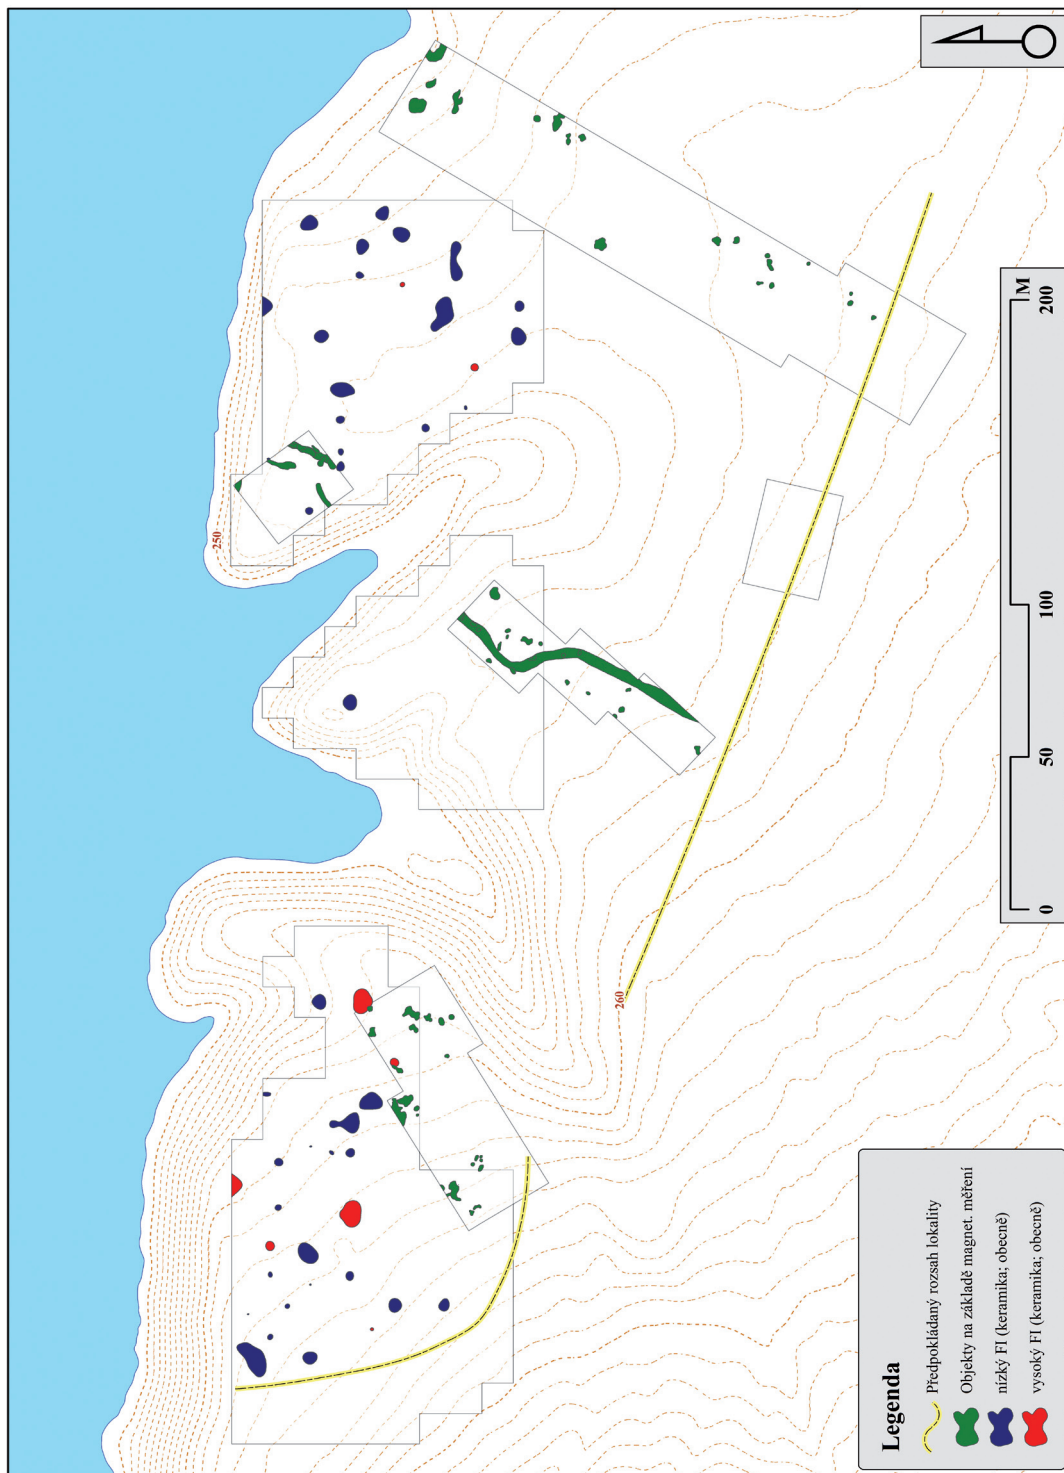 250
260
Legenda
Předpokládaný rozsah lokality
Objekty na základě magnet. měření
nízký FI (keramika; obecně)
vysoký FI (keramika; obecně)
0
50
100
200
M